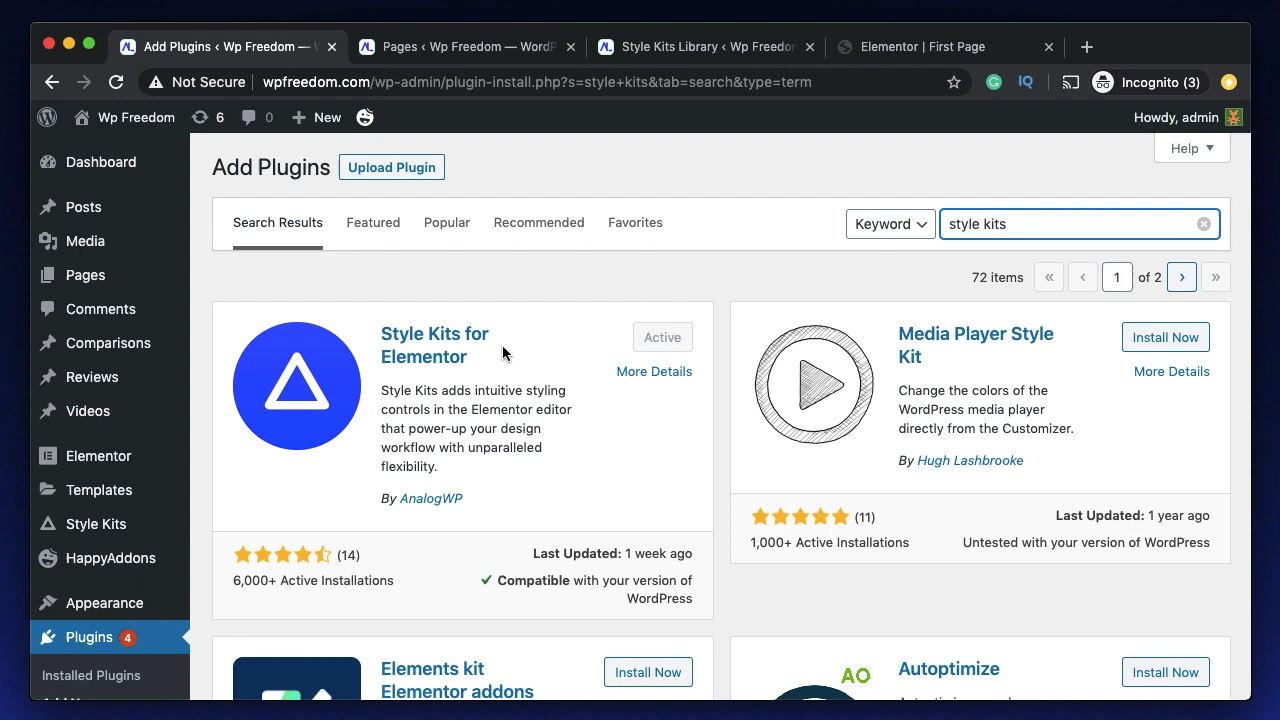 Add Plugins ‹ Wp Freedom —
Pages ‹ Wp Freedom — WordP
Style Kits Library ‹ Wp Freedom
Elementor | First Page
Not Secure
wpfreedom.com/wp-admin/plugin-install.php?s=style+kits&tab=search&type=term
IQ
Incognito (3)
Wp Freedom
6
0
New
Howdy, admin
Dashboard
Posts
Media
Pages
Comments
Comparisons
Reviews
Videos
Elementor
Templates
Style Kits
HappyAddons
Appearance
Plugins 4
Installed Plugins
Add Plugins
Upload Plugin
Help
Search Results
Featured
Popular
Recommended
Favorites
Keyword
style kits
72 items
«
‹
1
of 2
›
»
Style Kits for
Elementor
Active
More Details
Style Kits adds intuitive styling
controls in the Elementor editor
that power-up your design
workflow with unparalleled
flexibility.
By AnalogWP
(14)
6,000+ Active Installations
Last Updated: 1 week ago
Compatible with your version of
WordPress
Media Player Style
Kit
Install Now
More Details
Change the colors of the
WordPress media player
directly from the Customizer.
By Hugh Lashbrooke
(11)
1,000+ Active Installations
Last Updated: 1 year ago
Untested with your version of WordPress
Elements kit
Elementor addons
Install Now
AO
Autoptimize
Install Now